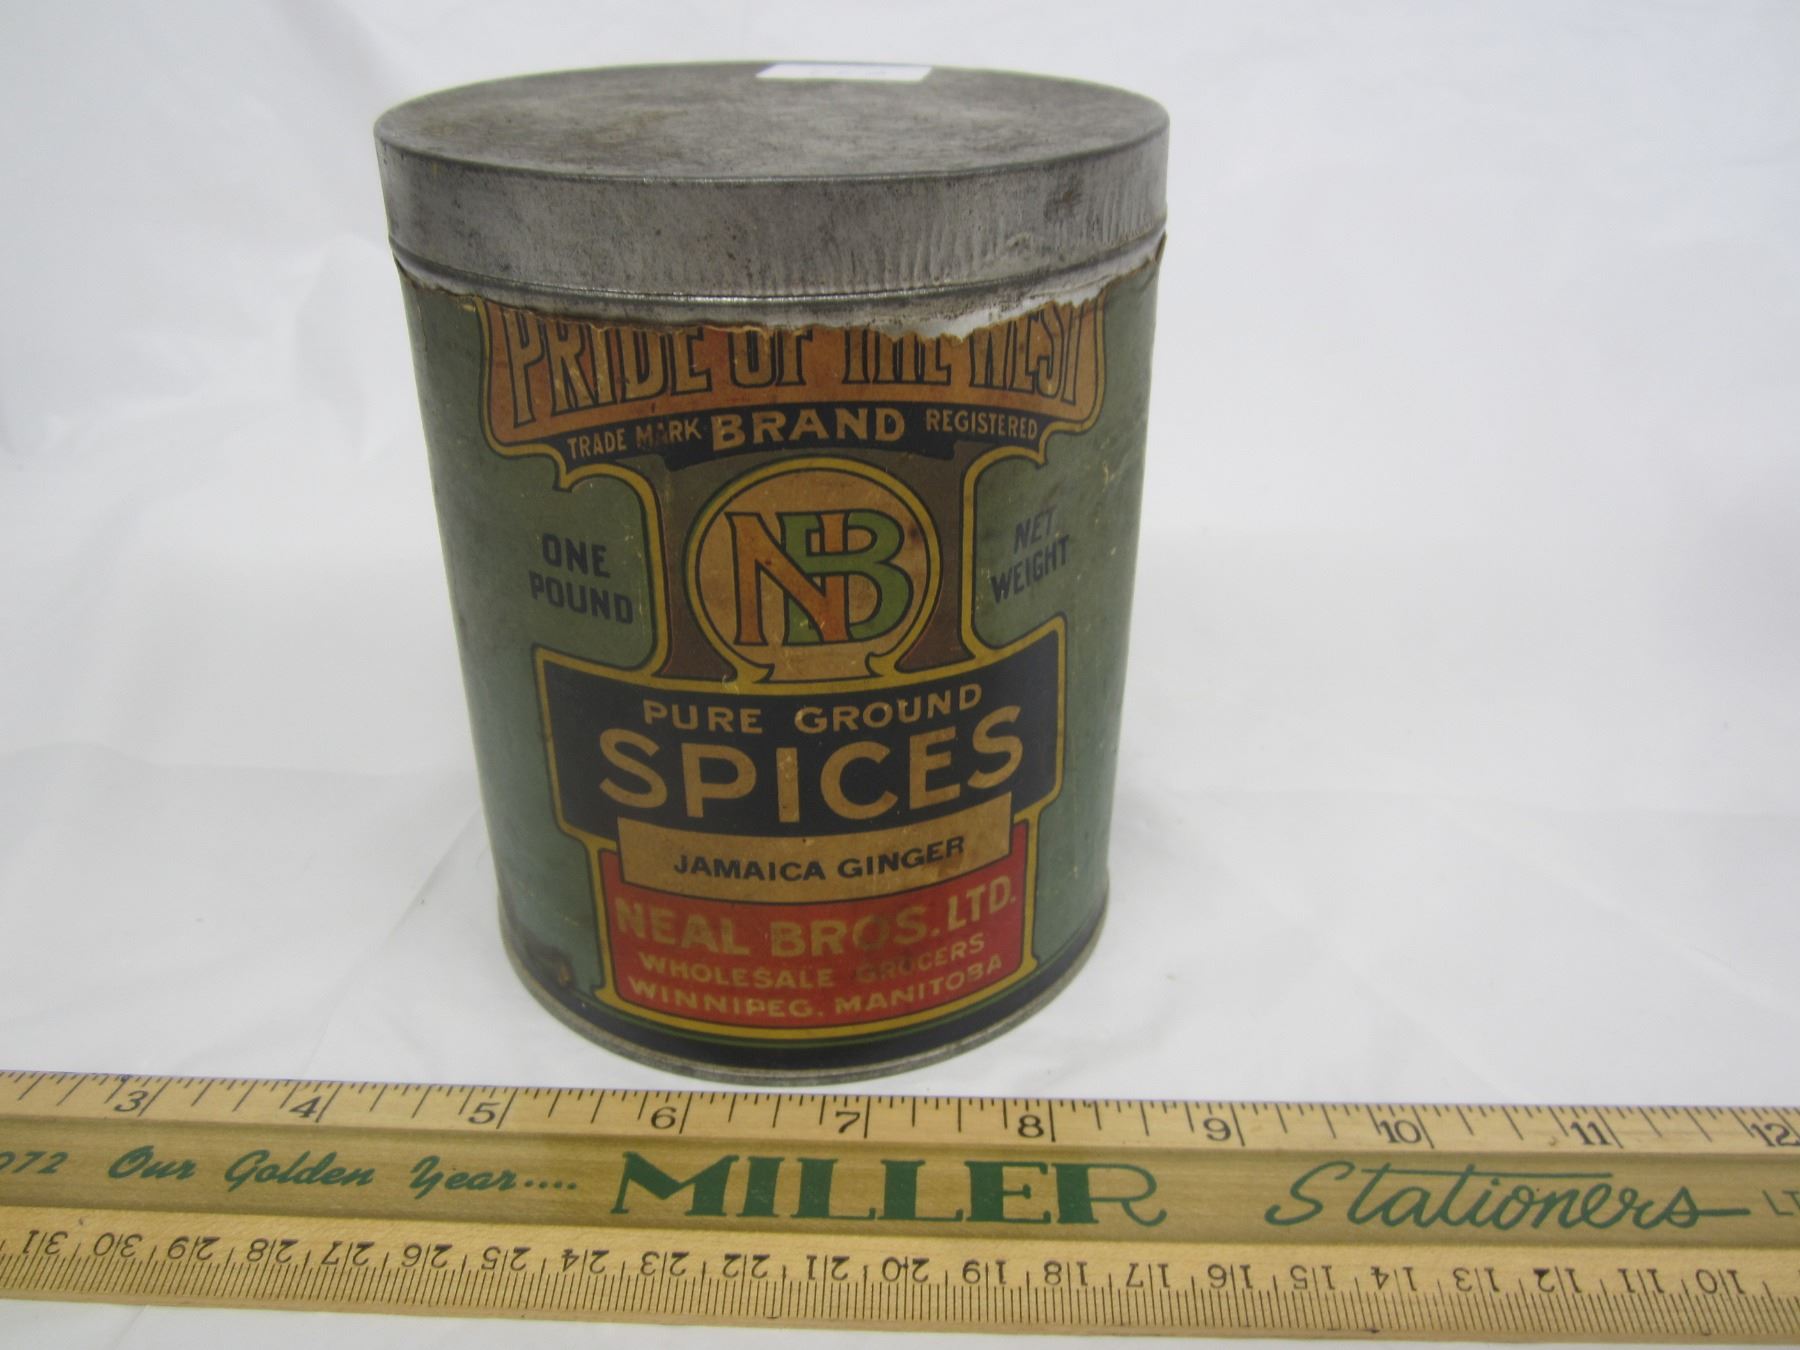 PRIDE OF THE WEST
TRADE MARK BRAND REGISTERED
NB
ONE
POUND
NET
WEIGHT
PURE GROUND
SPICES
JAMAICA GINGER
NEAL BROS. LTD.
WHOLESALE GROCERS
WINNIPEG, MANITOBA
3 4 5 6 7 8 9 10 11 12
072 Our Golden Year.... MILLER Stationers LT
31 30 29 28 27 26 25 24 23 22 21 20 19 18 17 16 15 14 13 12 11 10